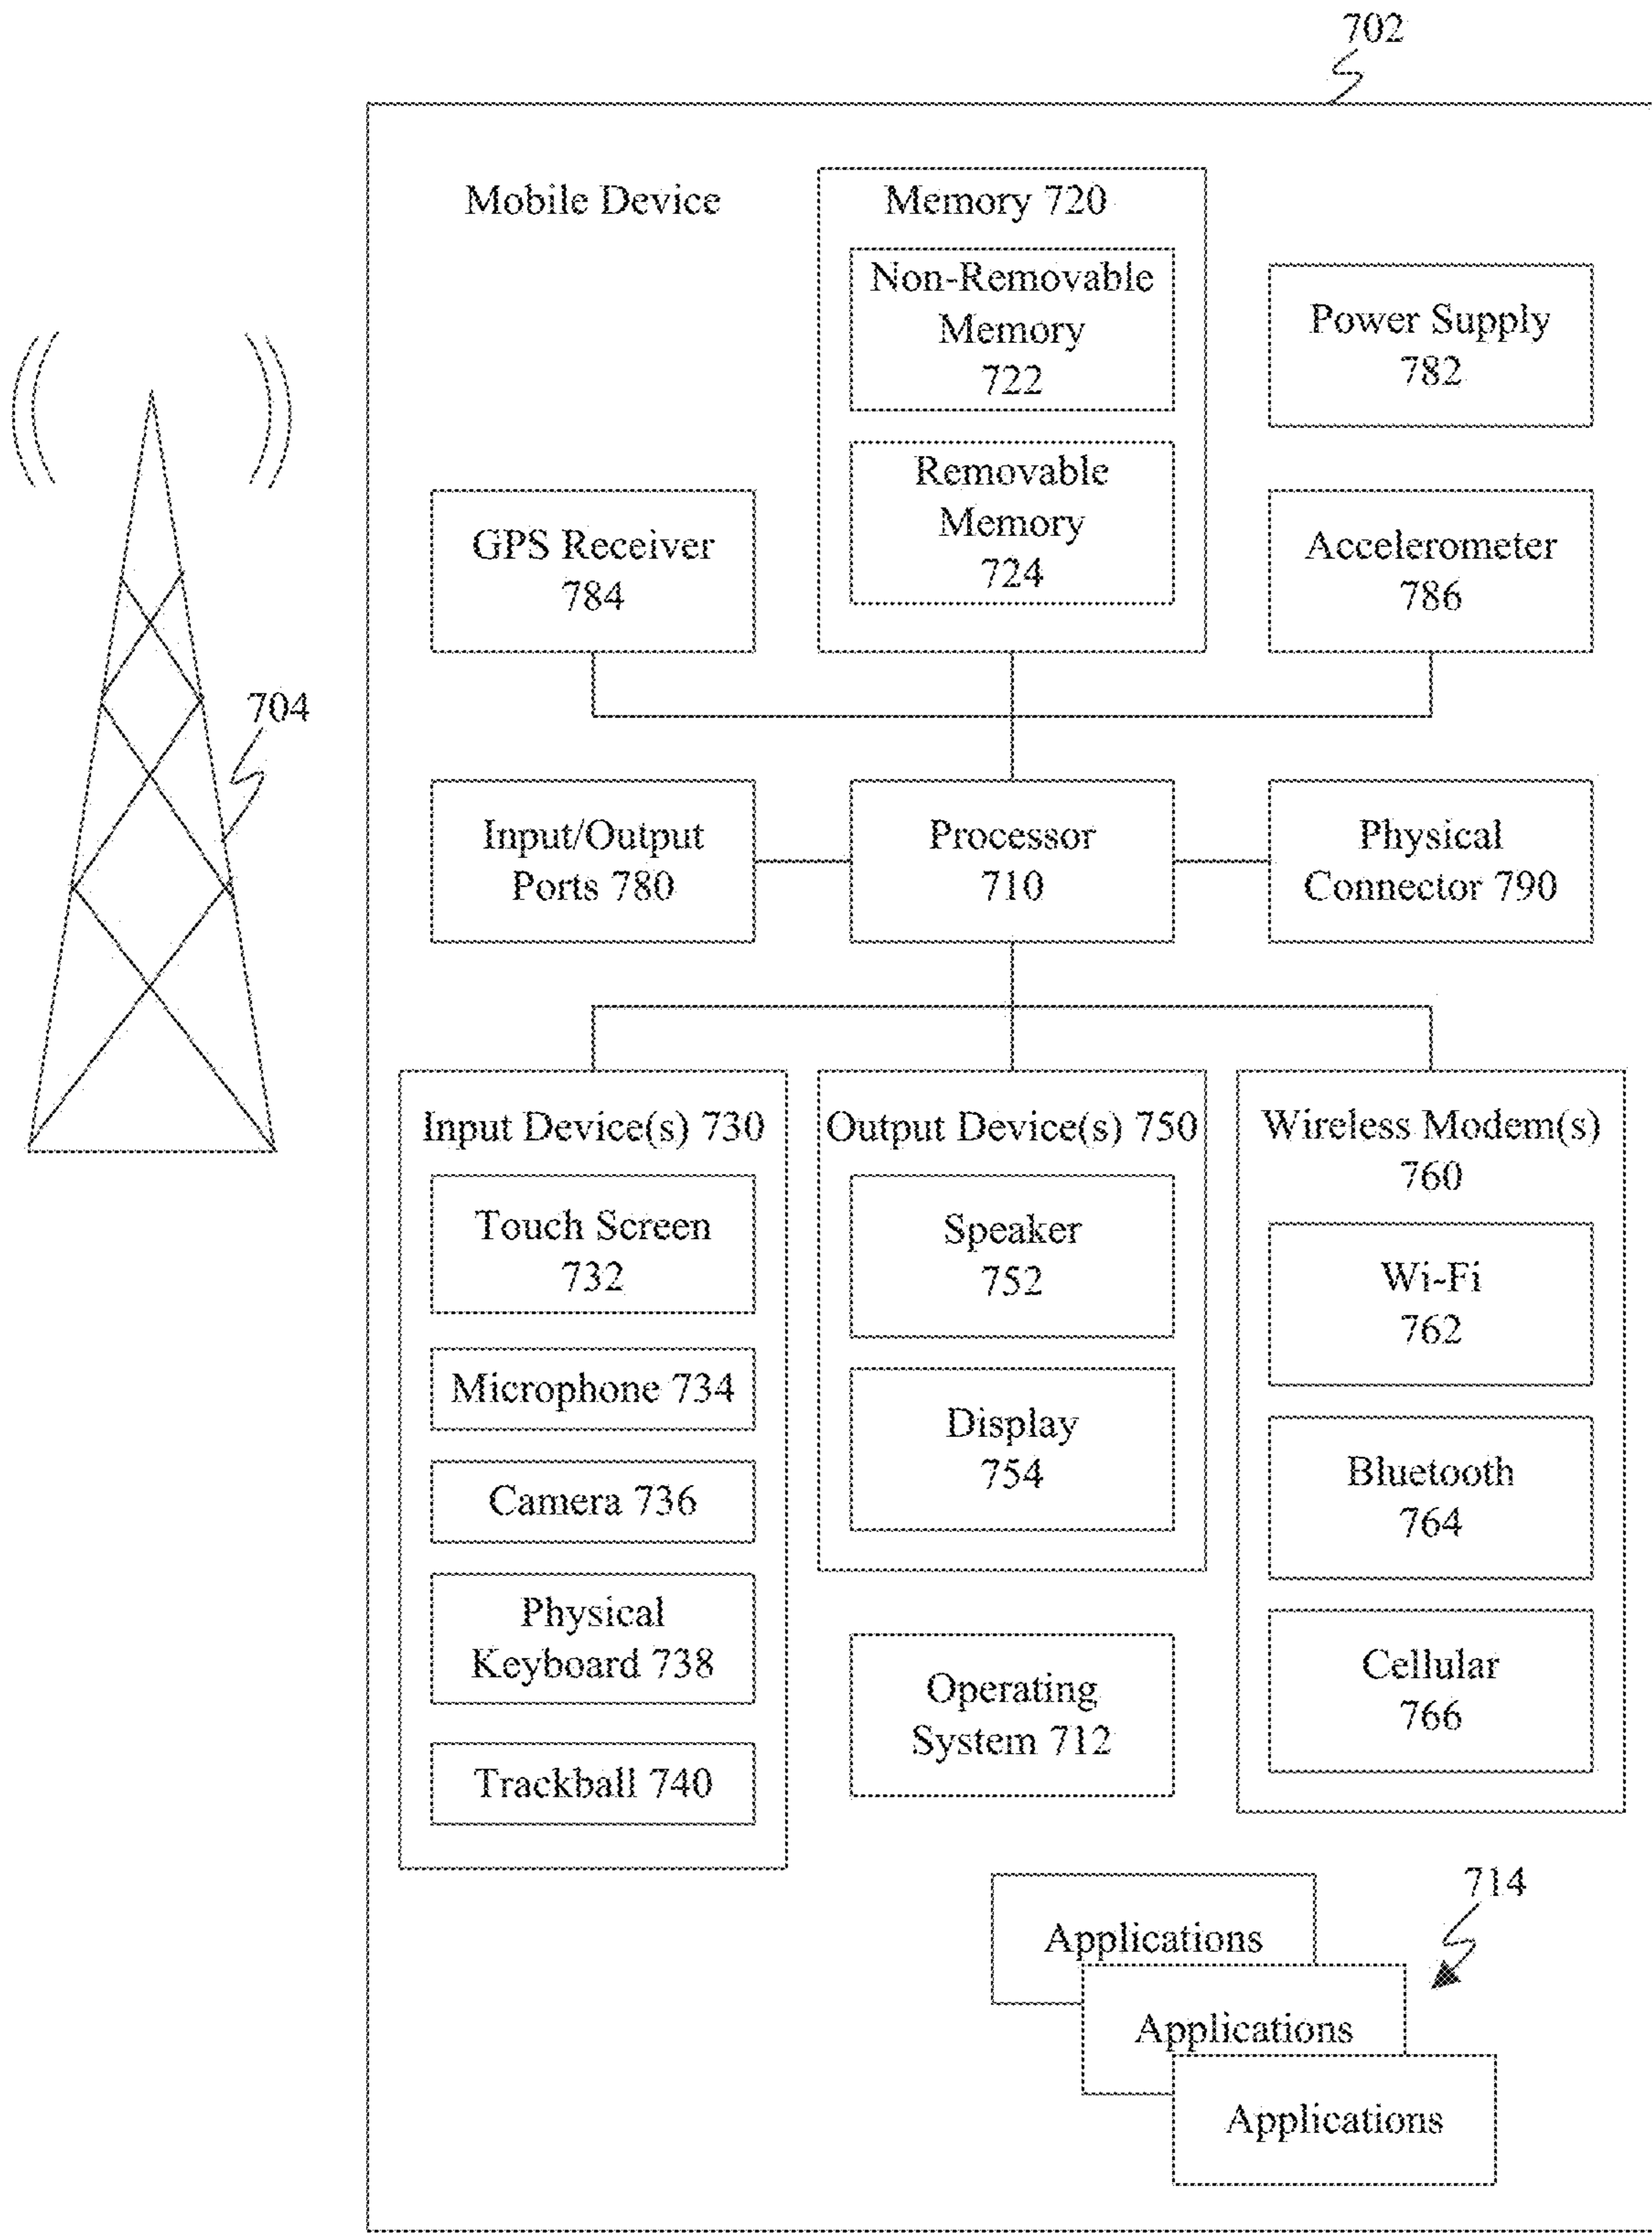 702
Mobile Device
Memory 720
Non-Removable
Memory
722
Power Supply
782
Removable
Memory
724
GPS Receiver
784
Accelerometer
786
704
Input/Output
Ports 780
Processor
710
Physical
Connector 790
Input Device(s) 730
Touch Screen
732
Microphone 734
Camera 736
Physical
Keyboard 738
Trackball 740
Output Device(s) 750
Speaker
752
Display
754
Operating
System 712
Wireless Modem(s)
760
Wi-Fi
762
Bluetooth
764
Cellular
766
714
Applications
Applications
Applications